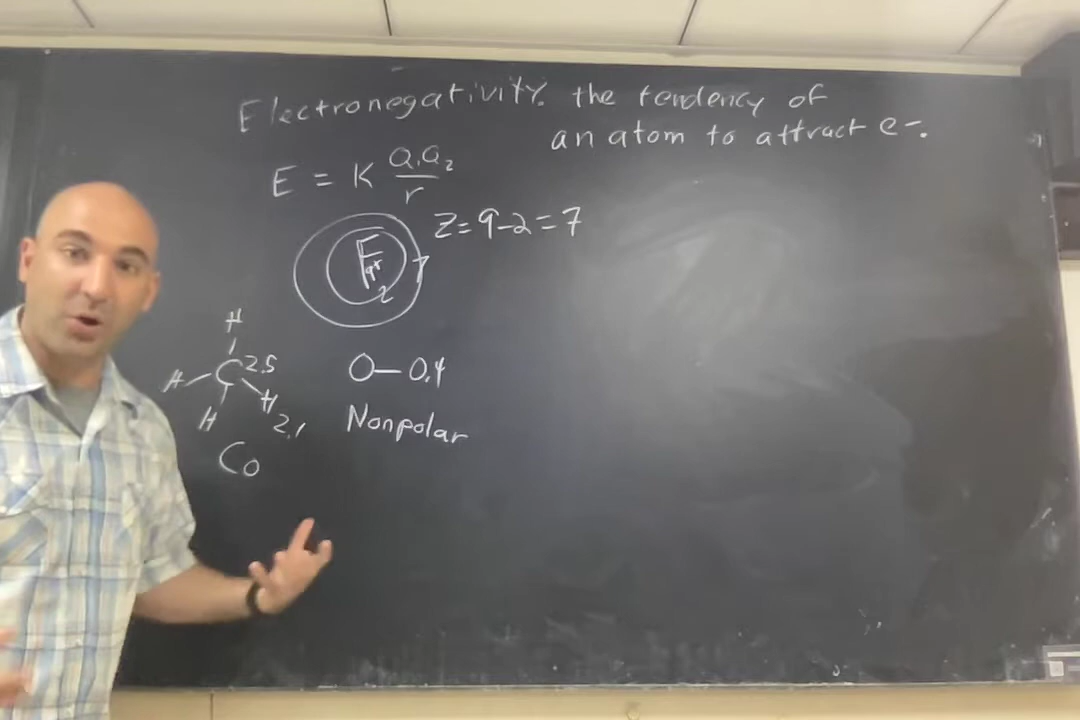 Electronegativity. the tendency of
an atom to attract e-.
E = K Q1Q2/r
F 9+ 2 7 Z=9-2=7
H
H C 2.5 0-0.4
H H 2.1 Nonpolar
Co